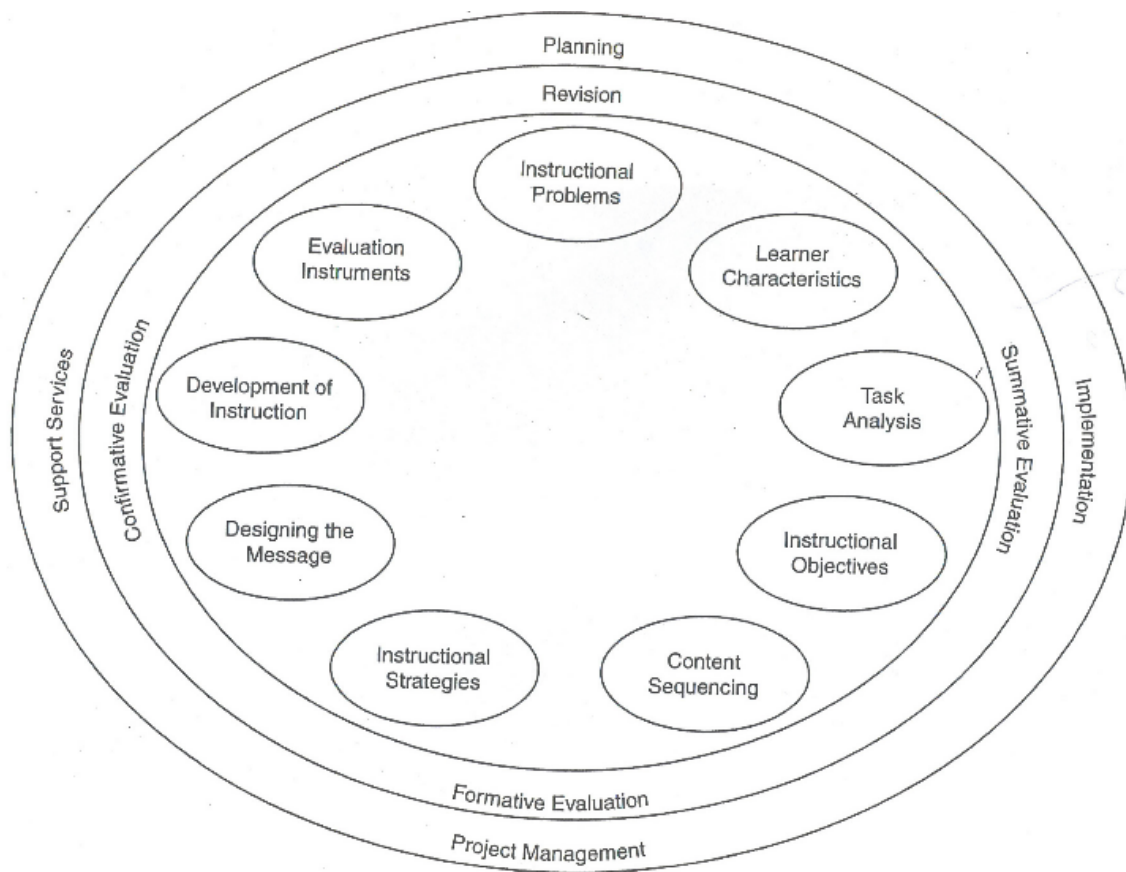 Planning
Revision
Instructional
Problems
Learner
Characteristics
Task
Analysis
Instructional
Objectives
Content
Sequencing
Instructional
Strategies
Designing the
Message
Development of
Instruction
Evaluation
Instruments
Support Services
Confirmative Evaluation
Summative Evaluation
Implementation
Formative Evaluation
Project Management